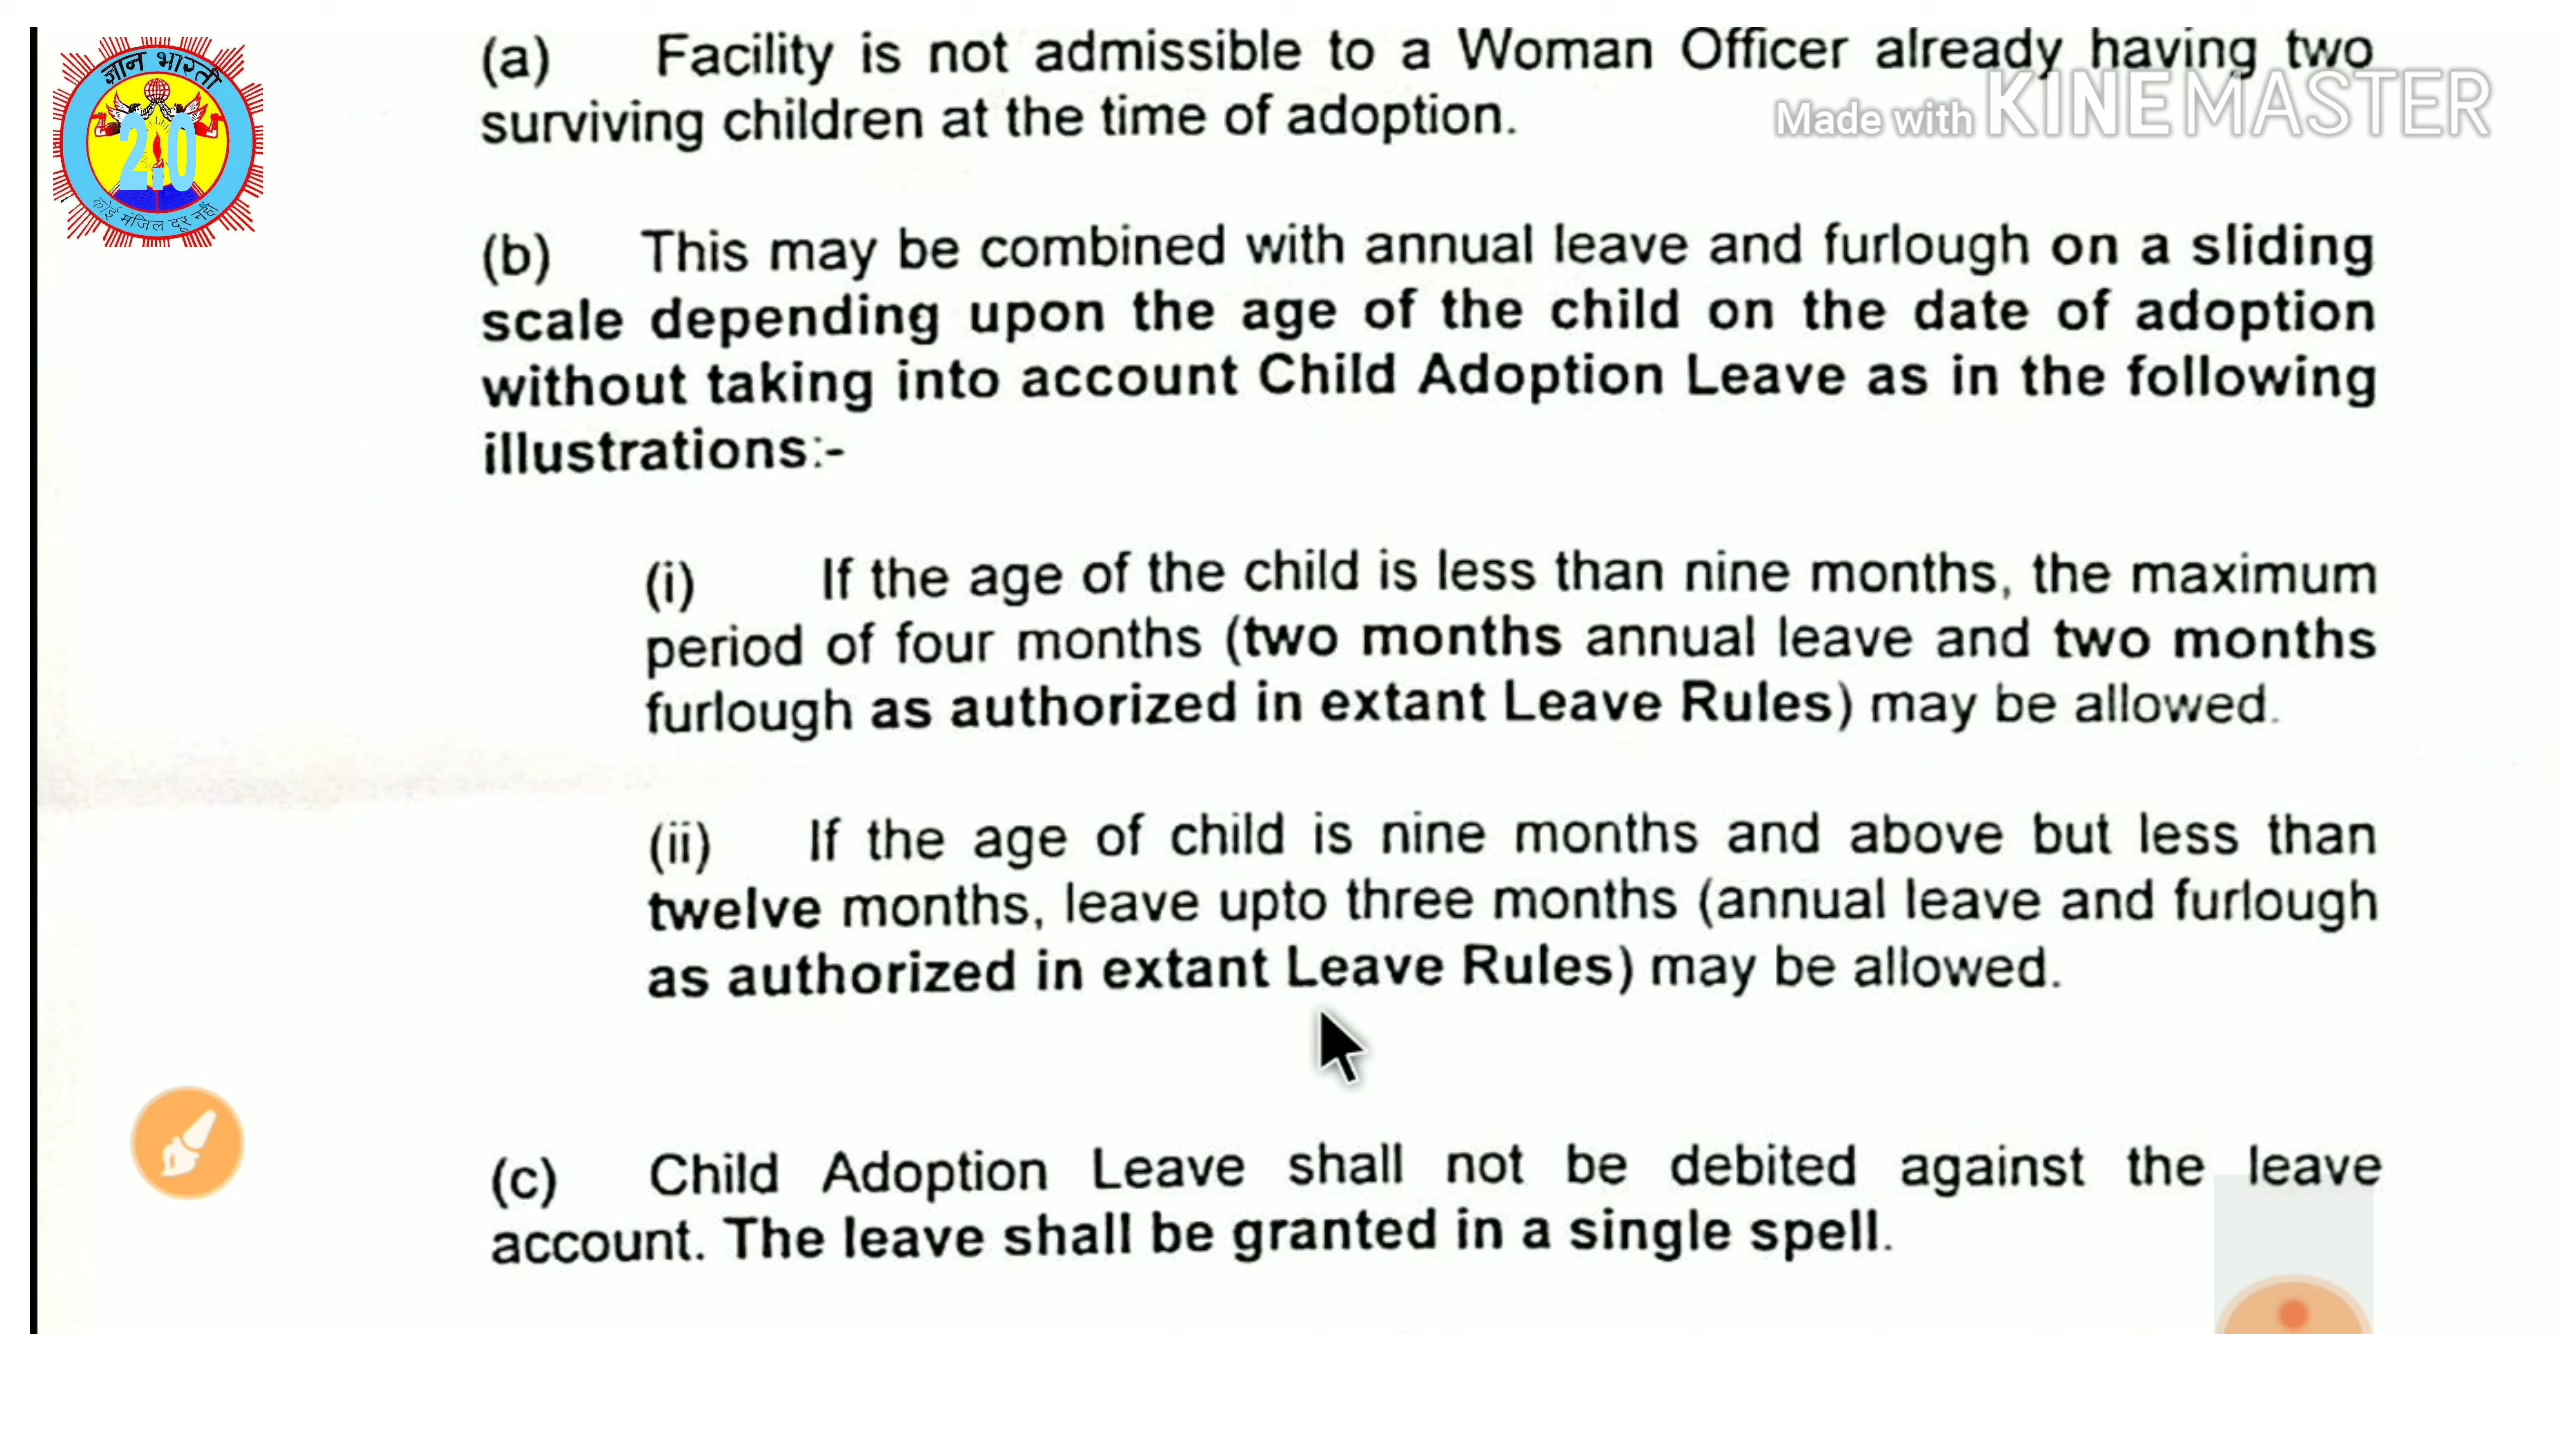 ज्ञान भारती
2.0
कोई मंजिल दूर नहीं
Made with KINEMASTER
(a) Facility is not admissible to a Woman Officer already having two
surviving children at the time of adoption.
(b) This may be combined with annual leave and furlough on a sliding
scale depending upon the age of the child on the date of adoption
without taking into account Child Adoption Leave as in the following
illustrations:-
(i) If the age of the child is less than nine months, the maximum
period of four months (two months annual leave and two months
furlough as authorized in extant Leave Rules) may be allowed.
(ii) If the age of child is nine months and above but less than
twelve months, leave upto three months (annual leave and furlough
as authorized in extant Leave Rules) may be allowed.
(c) Child Adoption Leave shall not be debited against the leave
account. The leave shall be granted in a single spell.